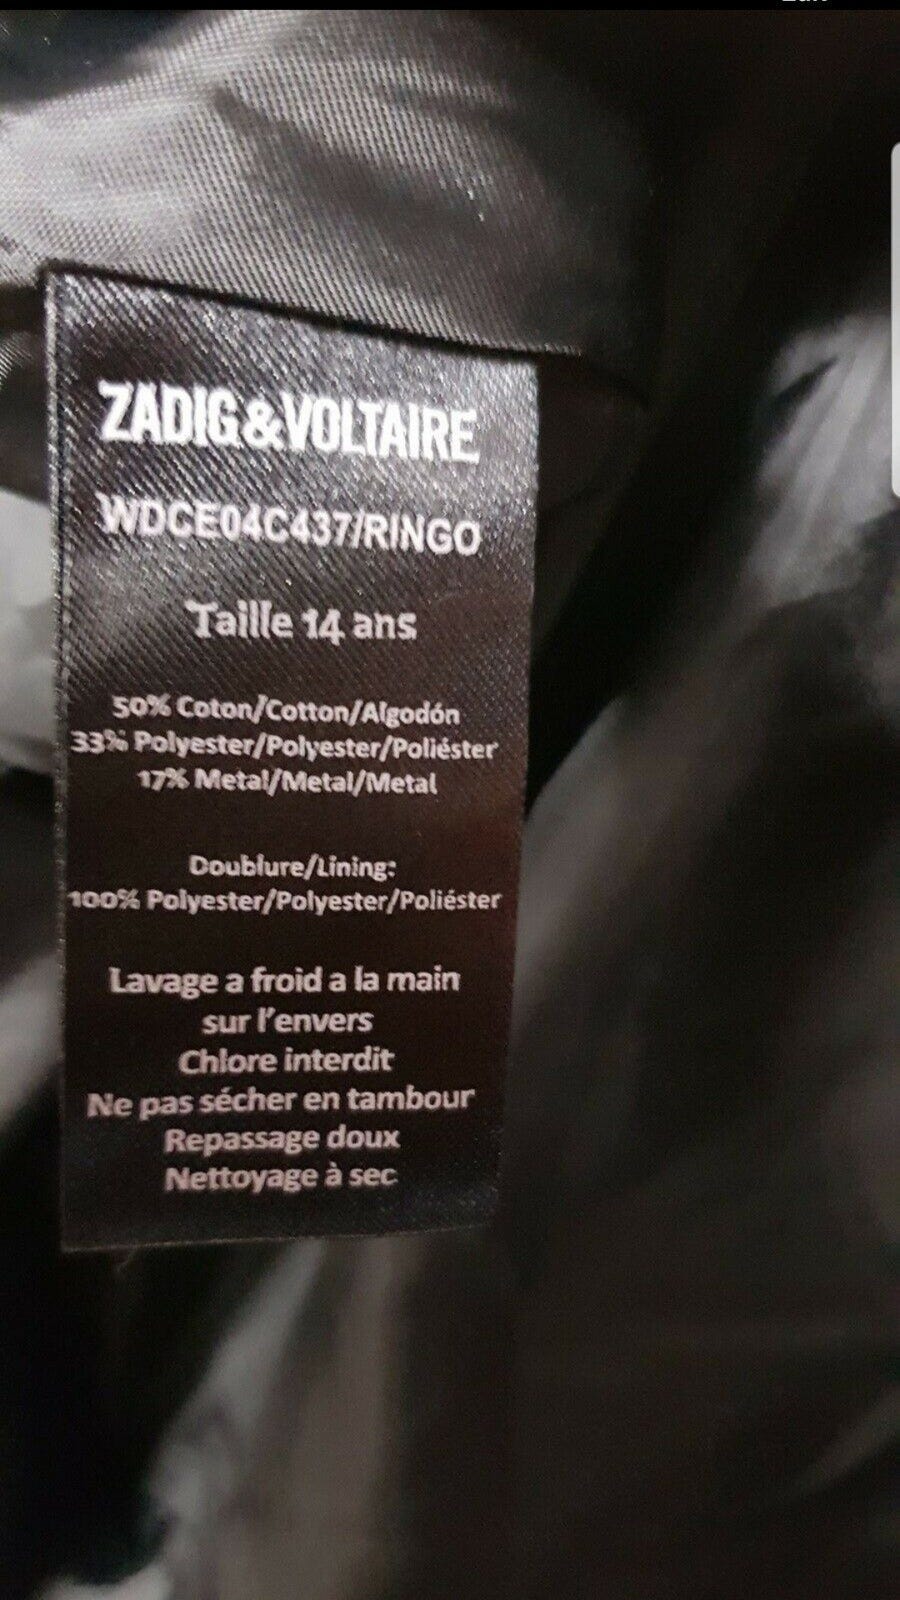 ZADIG&VOLTAIRE
WDCE04C437/RINGO
Taille 14 ans
50% Coton/Cotton/Algodón
33% Polyester/Polyester/Poliéster
17% Metal/Metal/Metal
Doublure/Lining:
100% Polyester/Polyester/Poliéster
Lavage a froid a la main
sur l'envers
Chlore interdit
Ne pas sécher en tambour
Repassage doux
Nettoyage à sec